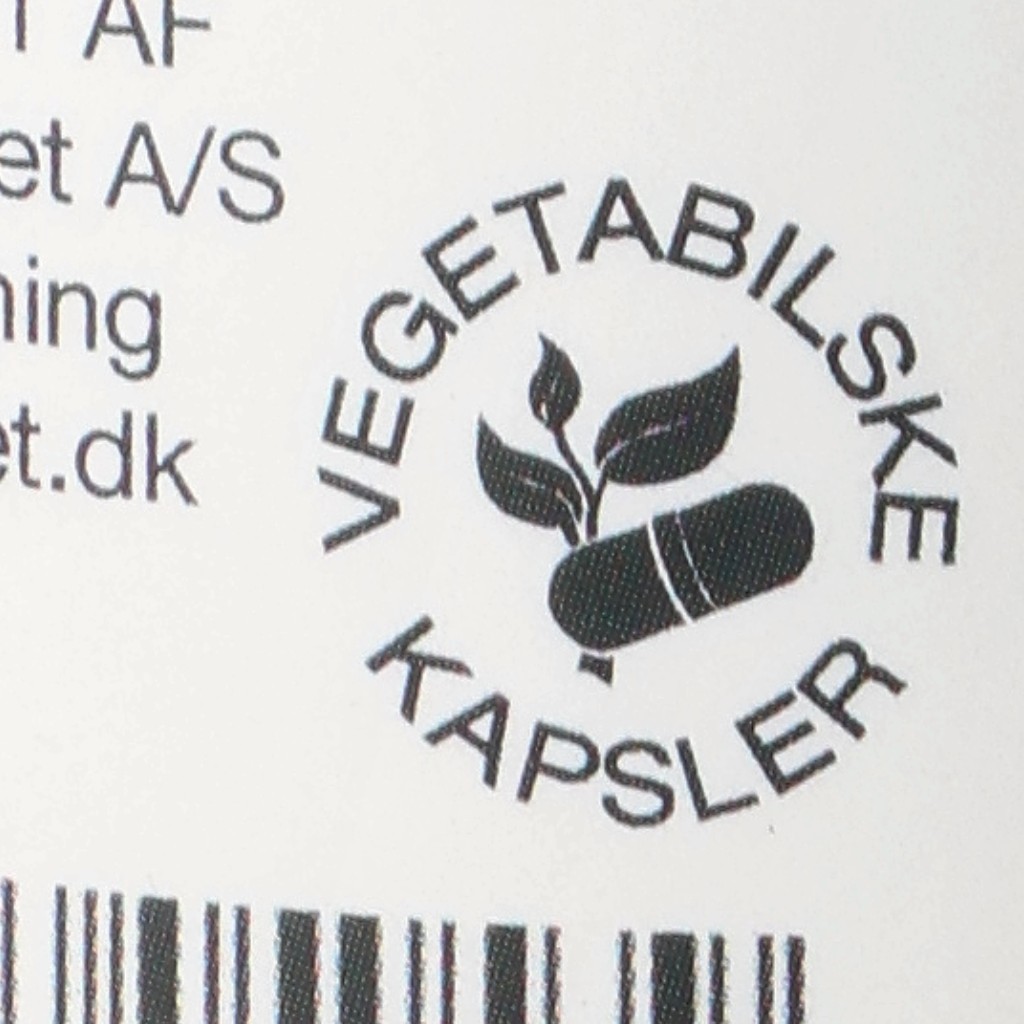 AF
et A/S
ning
et.dk
VEGETABILSKE
KAPSLER